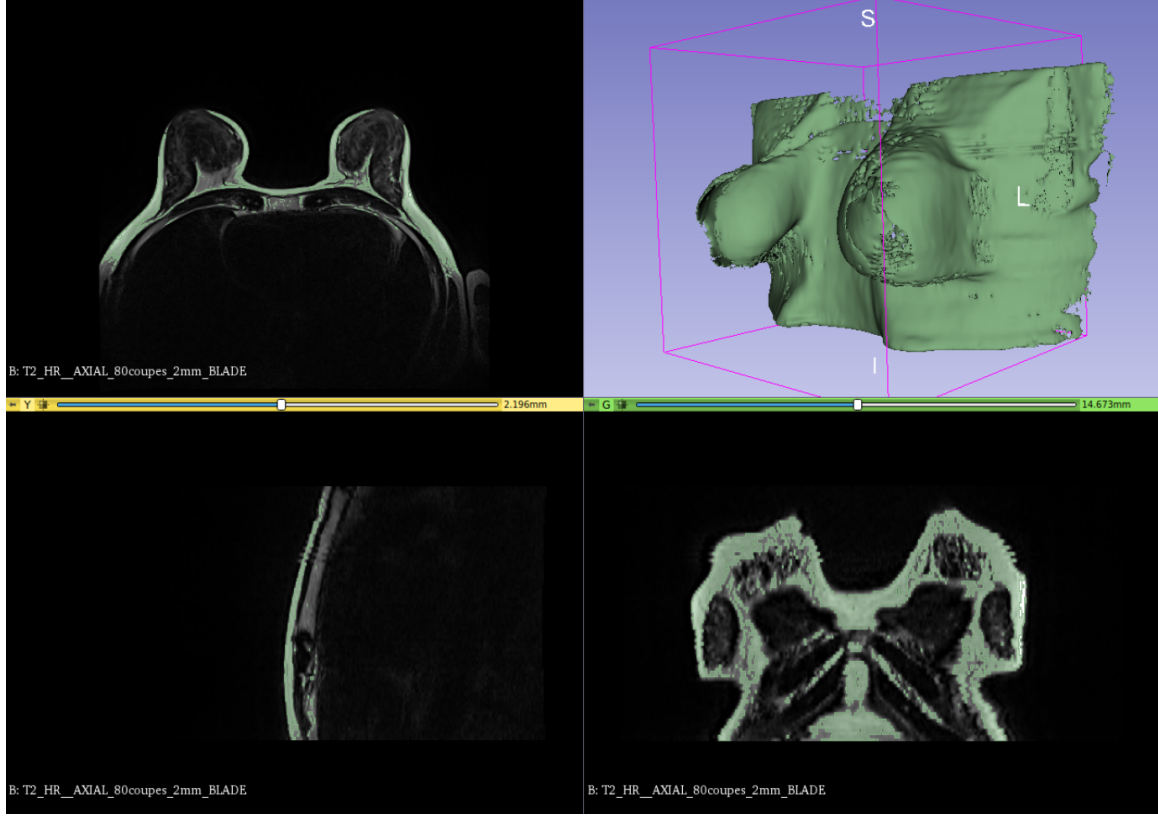 S
L
I
B: T2_HR__AXIAL_80coupes_2mm_BLADE
Y 2.196mm
G 14.673mm
B: T2_HR__AXIAL_80coupes_2mm_BLADE
B: T2_HR__AXIAL_80coupes_2mm_BLADE